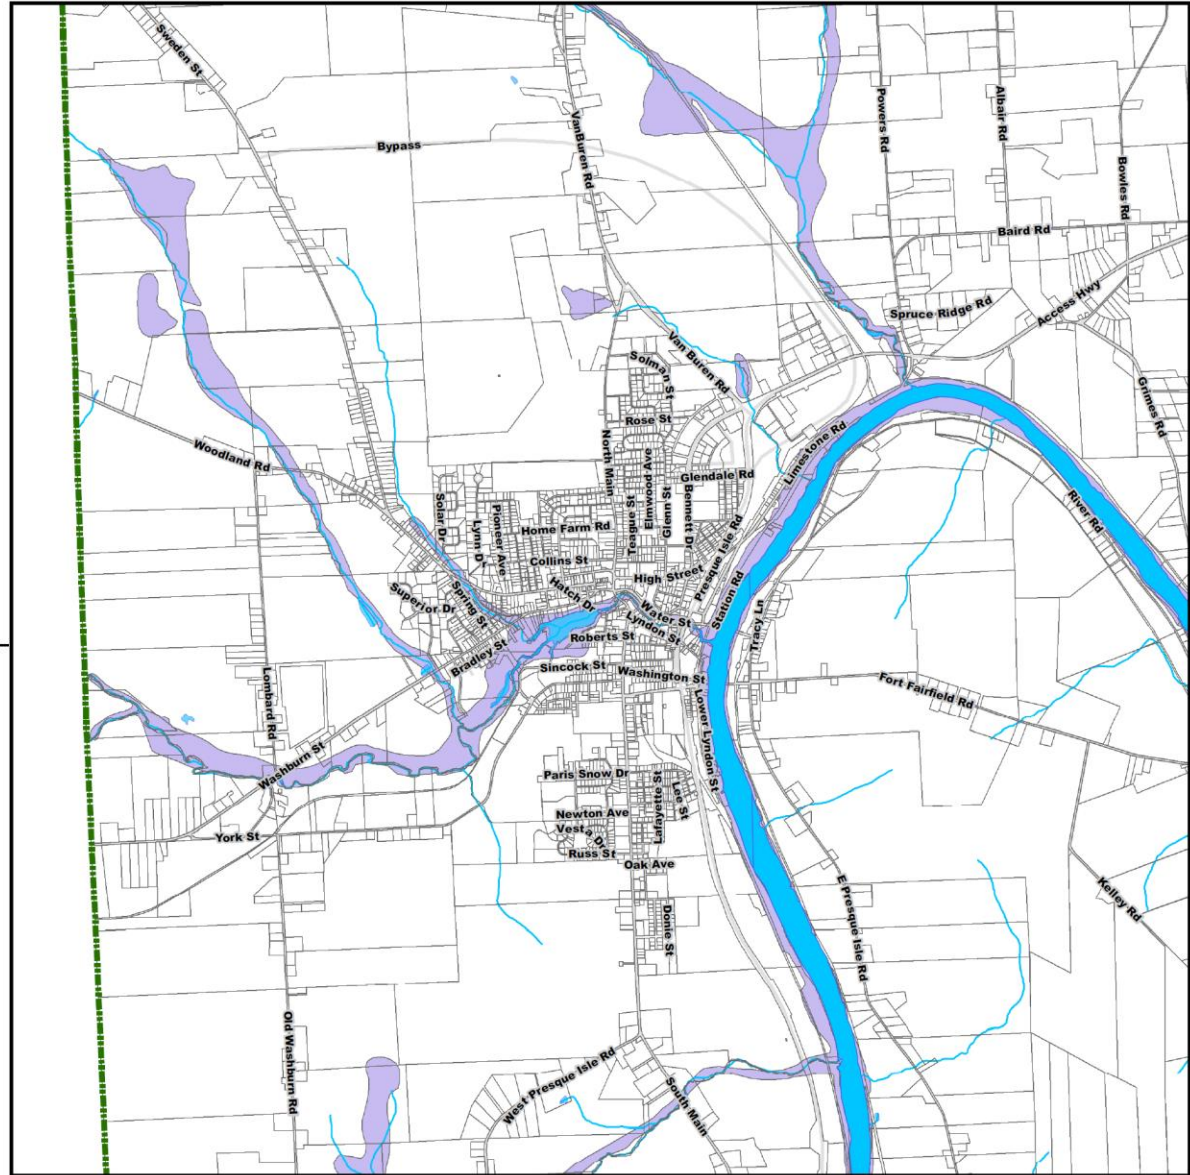 Sweden St
Bypass
VanBuren Rd
Powers Rd
Albair Rd
Bowles Rd
Baird Rd
Access Hwy
Spruce Ridge Rd
Grimes Rd
Van Buren Rd
Solman St
Rose St
North Main
Woodland Rd
Limestone Rd
Glendale Rd
Elmwood Ave
Glenn St
Bennett Dr
Teague St
Solar Dr
Lynn Dr
Pioneer Ave
Home Farm Rd
River Rd
Collins St
High Street
Presque Isle Rd
Hatch Dr
Superior Dr
Spring St
Water St
Station Rd
Lyndon St
Tracy Ln
Roberts St
Bradley St
Sincock St
Washington St
Fort Fairfield Rd
Lombard Rd
Lower Lyndon St
Washburn St
Paris Snow Dr
Lafayette St
Lee St
Newton Ave
Vesta Dr
York St
Russ St
Oak Ave
E Presque Isle Rd
Kelley Rd
Donie St
Old Washburn Rd
West Presque Isle Rd
South Main